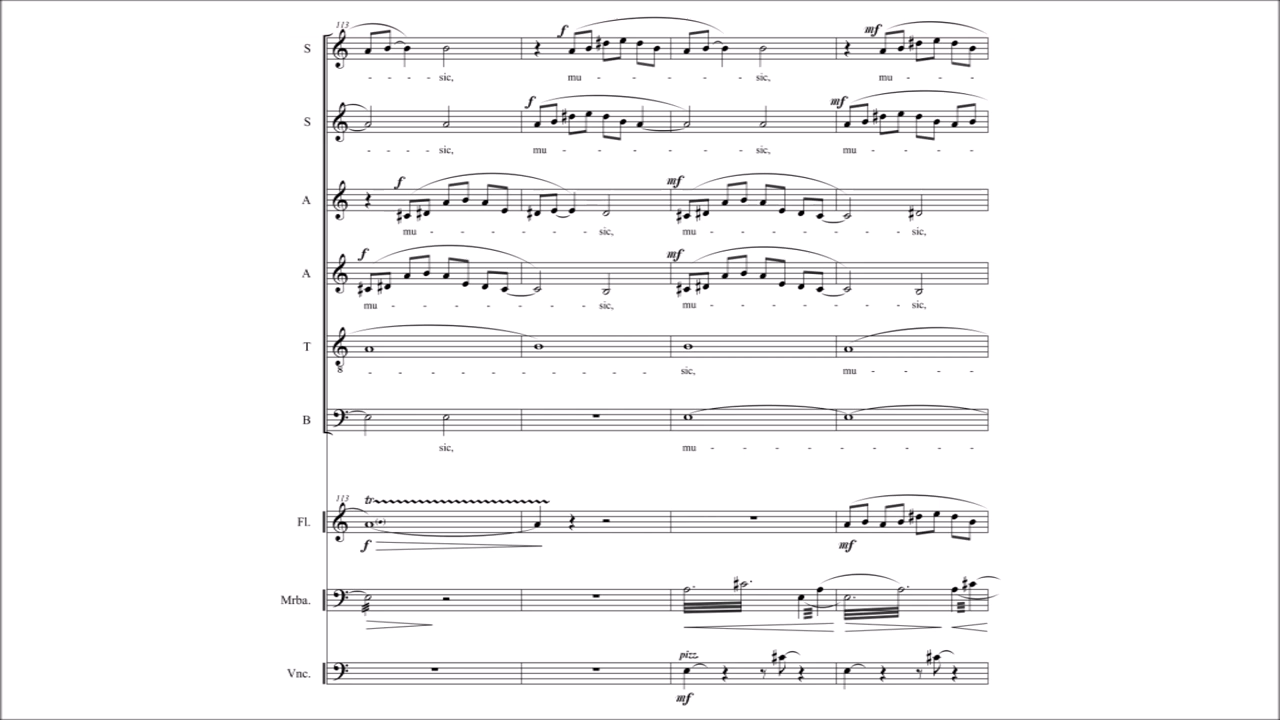 113
S
- - - sic, f mu - - - - - sic, mf mu - - - -
S
- - - - sic, f mu - - - - - - sic, mf mu - - - -
A
f mu - - - - - sic, mf mu - - - - - sic,
A
f mu - - - - - - sic, mf mu - - - - - sic,
T
8
- - - - - - - - - - - sic, mu - - - -
B
sic, mu - - - - - - - -
113
tr
Fl.
f mf
Mrba.
pizz.
Vnc.
mf